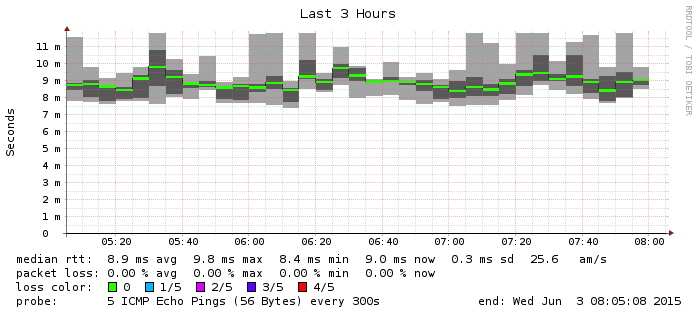 Last 3 Hours
RRDTOOL / TOBI OETIKER
Seconds
11 m
10 m
9 m
8 m
7 m
6 m
5 m
4 m
3 m
2 m
1 m
0
05:20 05:40 06:00 06:20 06:40 07:00 07:20 07:40 08:00
median rtt: 8.9 ms avg 9.8 ms max 8.4 ms min 9.0 ms now 0.3 ms sd 25.6 am/s
packet loss: 0.00 % avg 0.00 % max 0.00 % min 0.00 % now
loss color: 0 1/5 2/5 3/5 4/5
probe: 5 ICMP Echo Pings (56 Bytes) every 300s end: Wed Jun 3 08:05:08 2015